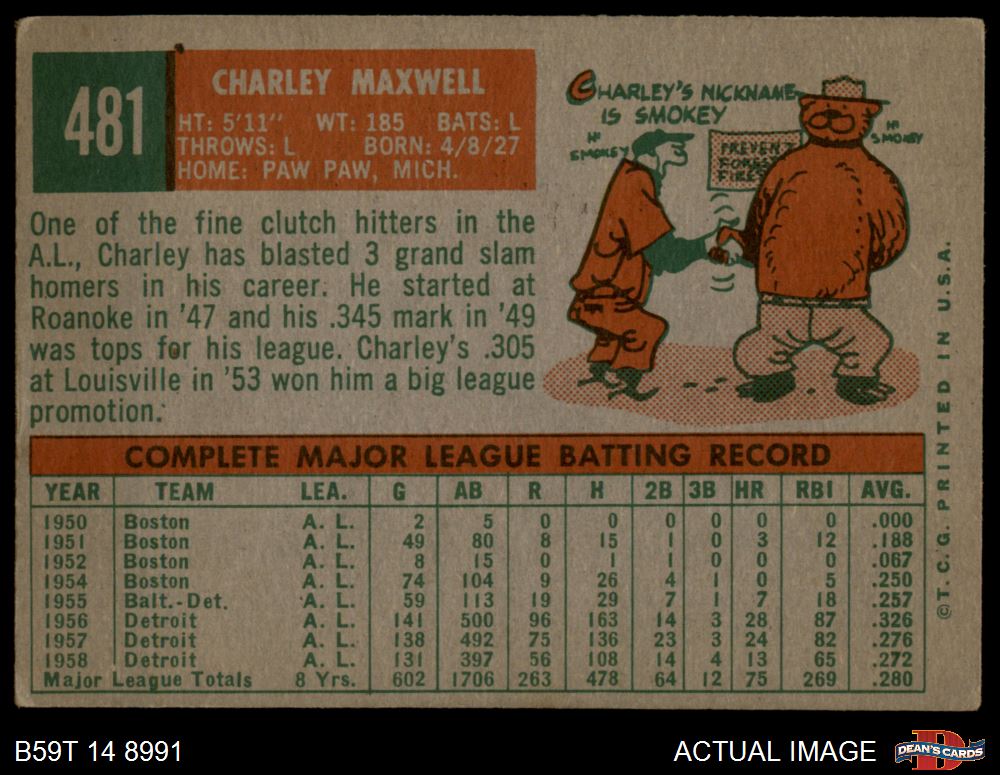 481
CHARLEY MAXWELL
HT: 5'11" WT: 185 BATS: L
THROWS: L BORN: 4/8/27
HOME: PAW PAW, MICH.
CHARLEY'S NICKNAME
IS SMOKEY
HI
SMOKEY
PREVENT
FOREST
FIRES
HI
SMOKEY
One of the fine clutch hitters in the
A.L., Charley has blasted 3 grand slam
homers in his career. He started at
Roanoke in '47 and his .345 mark in '49
was tops for his league. Charley's .305
at Louisville in '53 won him a big league
promotion.
COMPLETE MAJOR LEAGUE BATTING RECORD
YEAR TEAM LEA. G AB R H 2B 3B HR RBI AVG.
1950 Boston A. L. 2 5 0 0 0 0 0 0 .000
1951 Boston A. L. 49 80 8 15 1 0 3 12 .188
1952 Boston A. L. 8 15 0 1 1 0 0 0 .067
1954 Boston A. L. 74 104 9 26 4 1 0 5 .250
1955 Balt.-Det. A. L. 59 113 19 29 7 1 7 18 .257
1956 Detroit A. L. 141 500 96 163 14 3 28 87 .326
1957 Detroit A. L. 138 492 75 136 23 3 24 82 .276
1958 Detroit A. L. 131 397 56 108 14 4 13 65 .272
Major League Totals 8 Yrs. 602 1706 263 478 64 12 75 269 .280
© T. C. G. PRINTED IN U.S.A.
B59T 14 8991
ACTUAL IMAGE
DEAN'S CARDS